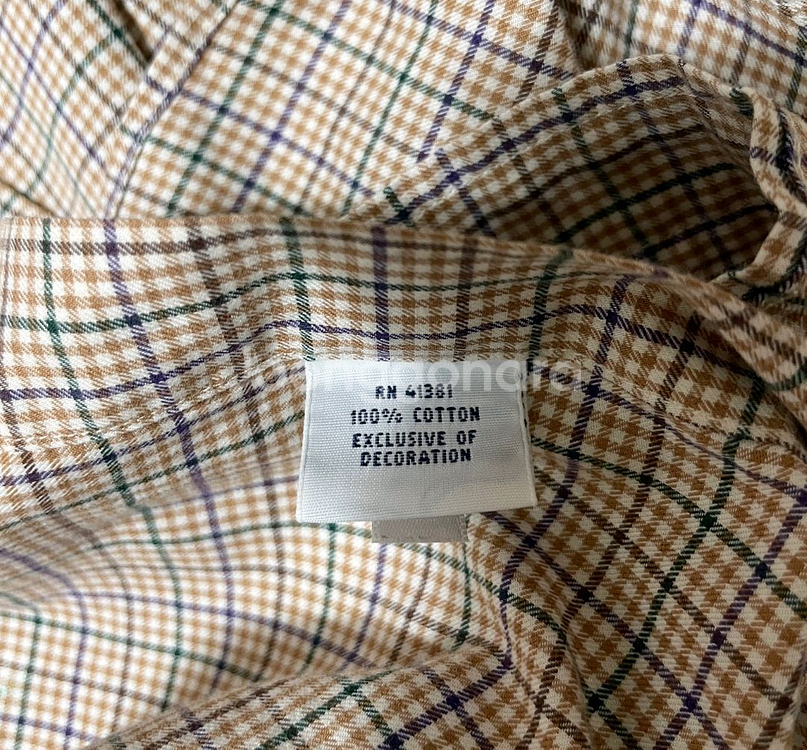 RN 41381
100% COTTON
EXCLUSIVE OF
DECORATION